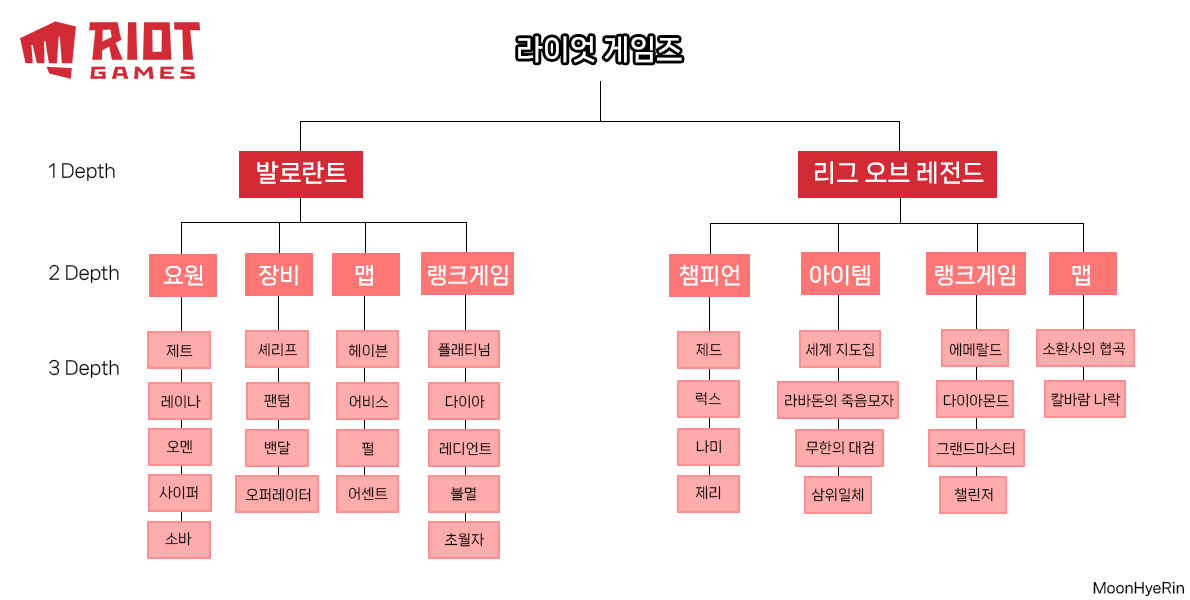 RIOT
GAMES
라이엇 게임즈
1 Depth
발로란트
리그 오브 레전드
2 Depth
요원
장비
맵
랭크게임
챔피언
아이템
랭크게임
맵
3 Depth
제트
레이나
오멘
사이퍼
소바
셰리프
팬텀
밴달
오퍼레이터
헤이븐
어비스
펄
어센트
플래티넘
다이아
레디언트
불멸
초월자
제드
럭스
나미
제리
세계 지도집
라바돈의 죽음모자
무한의 대검
삼위일체
에메랄드
다이아몬드
그랜드마스터
챌린저
소환사의 협곡
칼바람 나락
MoonHyeRin